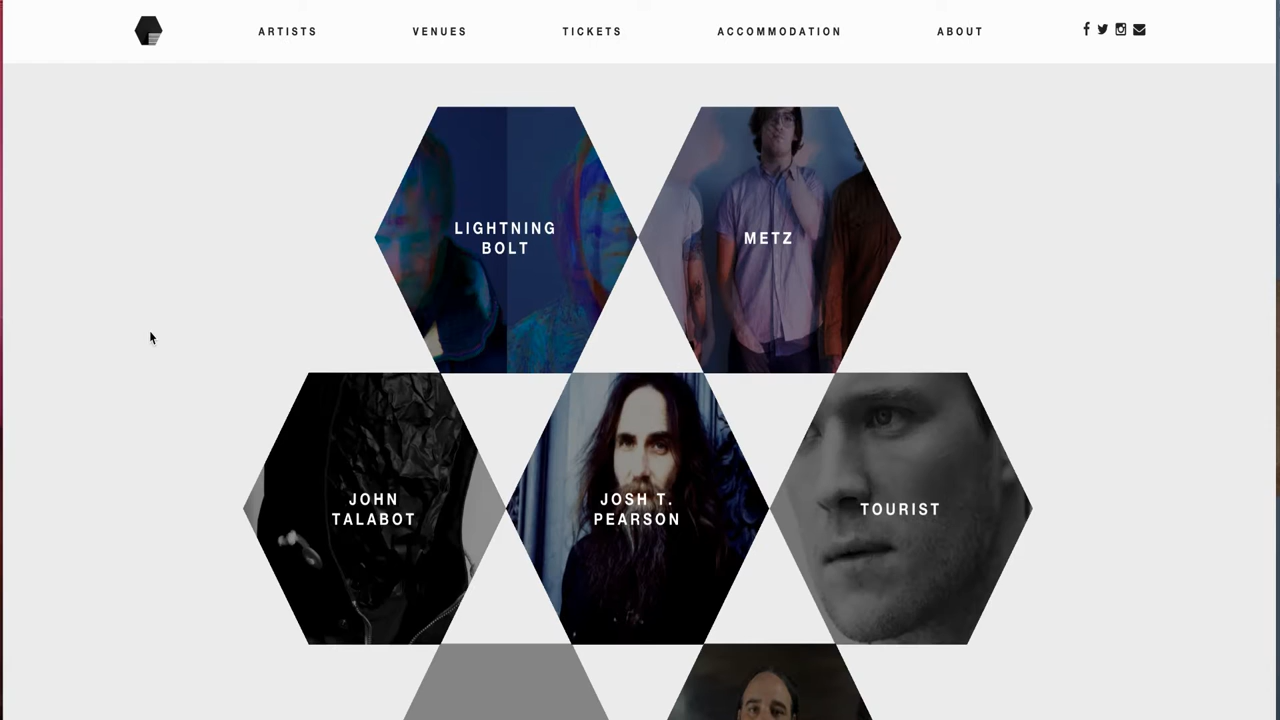 ARTISTS VENUES TICKETS ACCOMMODATION ABOUT
LIGHTNING
BOLT
METZ
JOHN
TALABOT
JOSH T.
PEARSON
TOURIST